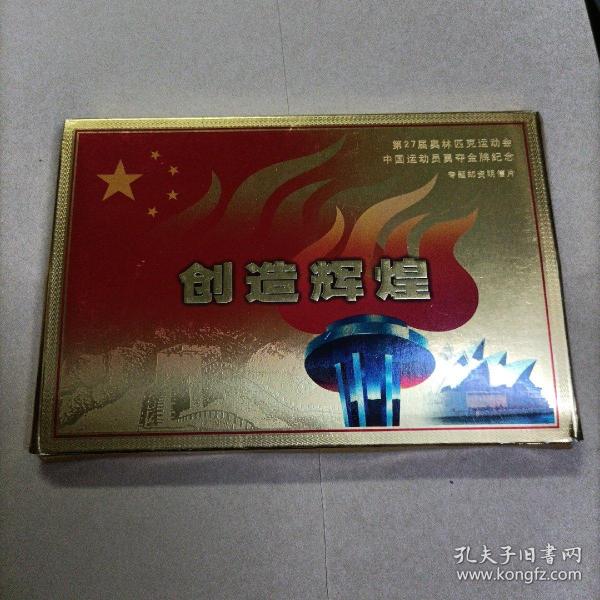 第27届奥林匹克运动会
中国运动员勇夺金牌纪念
专题邮资明信片
创造辉煌
孔夫子旧書网
www.kongfz.com